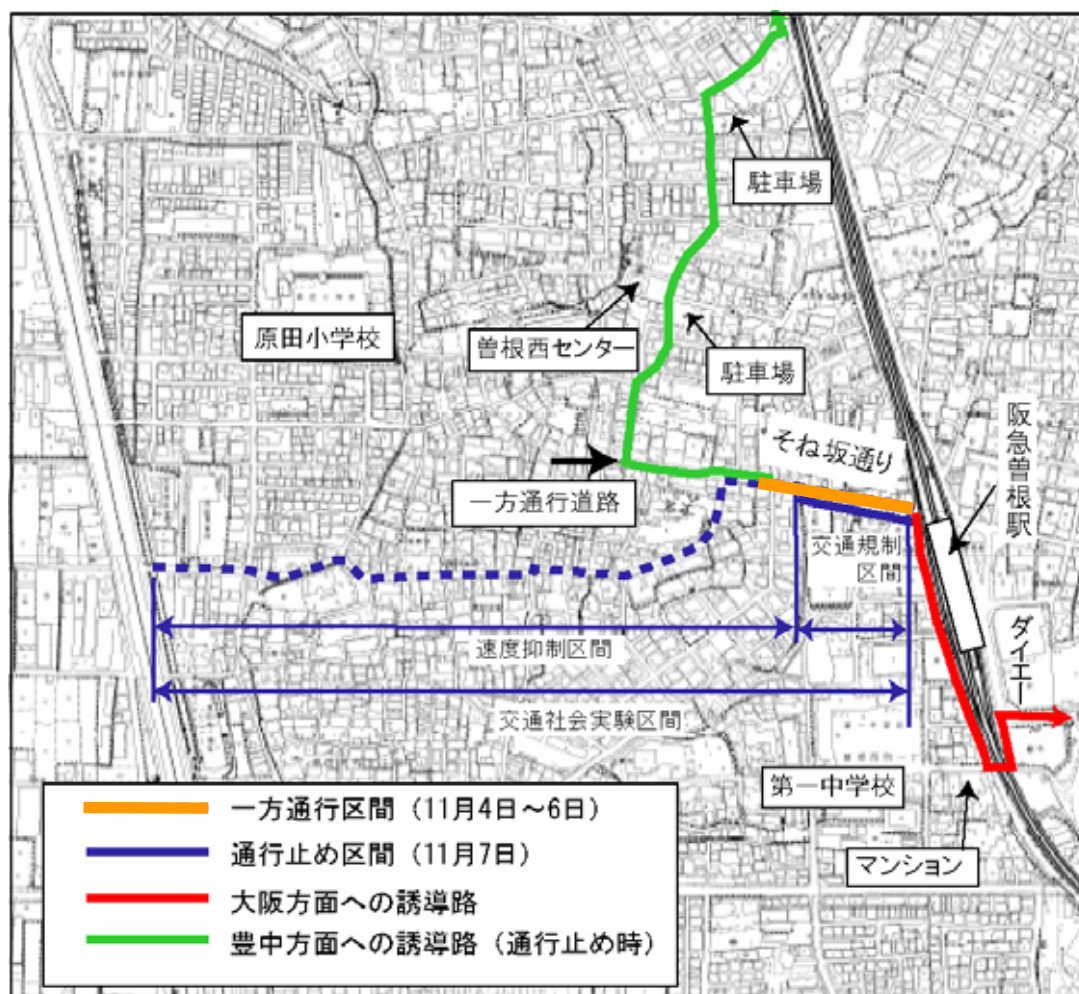 駐車場
原田小学校
曽根西センター
駐車場
そね坂通り
阪急曽根駅
一方通行道路
交通規制
区間
速度抑制区間
ダイエー
交通社会実験区間
第一中学校
マンション
一方通行区間（11月4日～6日）
通行止め区間（11月7日）
大阪方面への誘導路
豊中方面への誘導路（通行止め時）